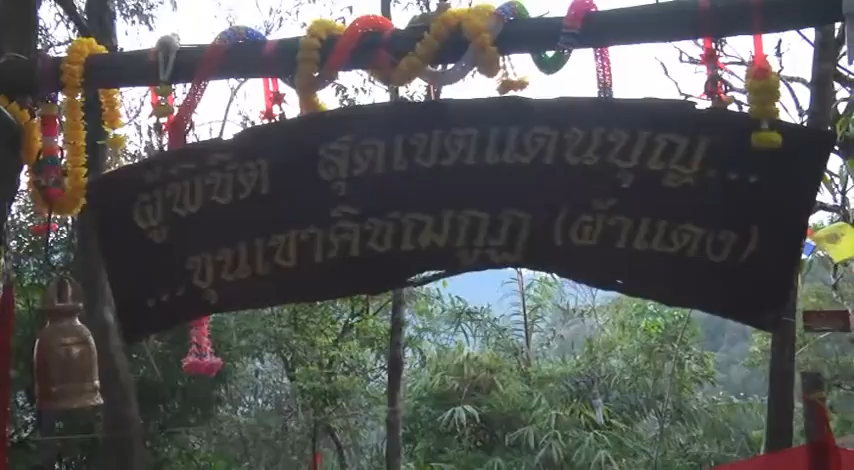 ผู้พิชิต สุดเขตแดนบุญ...
...ขุนเขาคิชฌกูฏ (ผ้าแดง)